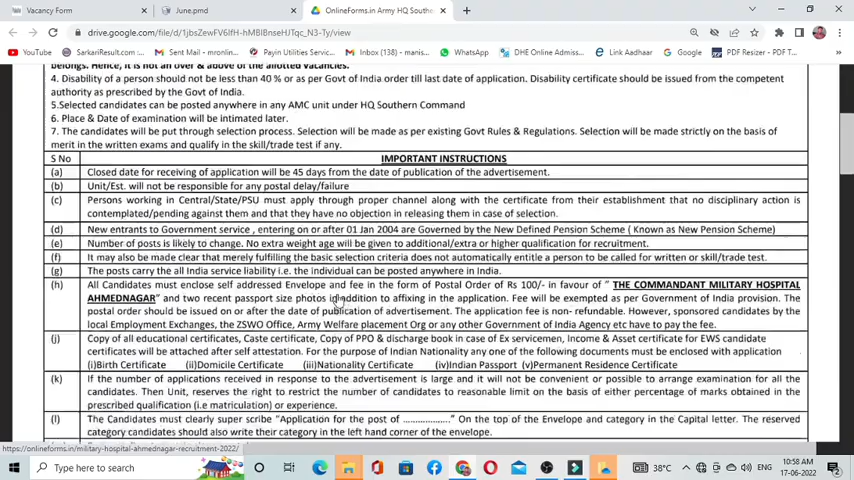 Vacancy Form
June.pmd
OnlineForms.in Army HQ Southe
drive.google.com/file/d/1jbsZewFV6IfH-hMBIBnseHJTqc_N3-Ty/view
YouTube
SarkariResult.com
Sent Mail - mronline
Payin Utilities Servic...
Inbox (138) - manis...
WhatsApp
DHE Online Admiss...
Link Aadhaar
Google
PDF Resizer - PDF T...
belongs. Hence, it is not an over & above of the allotted vacancies.
4. Disability of a person should not be less than 40 % or as per Govt of India order till last date of application. Disability certificate should be issued from the competent
authority as prescribed by the Govt of India.
5.Selected candidates can be posted anywhere in any AMC unit under HQ Southern Command
6. Place & Date of examination will be intimated later.
7. The candidates will be put through selection process. Selection will be made as per existing Govt Rules & Regulations. Selection will be made strictly on the basis of
merit in the written exams and qualify in the skill/trade test if any.
S No IMPORTANT INSTRUCTIONS
(a) Closed date for receiving of application will be 45 days from the date of publication of the advertisement.
(b) Unit/Est. will not be responsible for any postal delay/failure
(c) Persons working in Central/State/PSU must apply through proper channel along with the certificate from their establishment that no disciplinary action is
contemplated/pending against them and that they have no objection in releasing them in case of selection.
(d) New entrants to Government service , entering on or after 01 Jan 2004 are Governed by the New Defined Pension Scheme ( Known as New Pension Scheme)
(e) Number of posts is likely to change. No extra weight age will be given to additional/extra or higher qualification for recruitment.
(f) It may also be made clear that merely fulfilling the basic selection criteria does not automatically entitle a person to be called for written or skill/trade test.
(g) The posts carry the all India service liability i.e. the individual can be posted anywhere in India.
(h) All Candidates must enclose self addressed Envelope and fee in the form of Postal Order of Rs 100/- in favour of " THE COMMANDANT MILITARY HOSPITAL
AHMEDNAGAR" and two recent passport size photos in addition to affixing in the application. Fee will be exempted as per Government of India provision. The
postal order should be issued on or after the date of publication of advertisement. The application fee is non- refundable. However, sponsored candidates by the
local Employment Exchanges, the ZSWO Office, Army Welfare placement Org or any other Government of India Agency etc have to pay the fee.
(j) Copy of all educational certificates, Caste certificate, Copy of PPO & discharge book in case of Ex servicemen, Income & Asset certificate for EWS candidate
certificates will be attached after self attestation. For the purpose of Indian Nationality any one of the following documents must be enclosed with application
(i)Birth Certificate (ii)Domicile Certificate (iii)Nationality Certificate (iv)Indian Passport (v)Permanent Residence Certificate
(k) If the number of applications received in response to the advertisement is large and it will not be convenient or possible to arrange examination for all the
candidates. Then Unit, reserves the right to restrict the number of candidates to reasonable limit on the basis of either percentage of marks obtained in the
prescribed qualification (i.e matriculation) or experience.
(l) The Candidates must clearly super scribe "Application for the post of ………………." On the top of the Envelope and category in the Capital letter. The reserved
category candidates should also write their category in the left hand corner of the envelope.
https://onlineforms.in/military-hospital-ahmednagar-recruitment-2022/
Type here to search
38°C
ENG
10:58 AM
17-06-2022
2